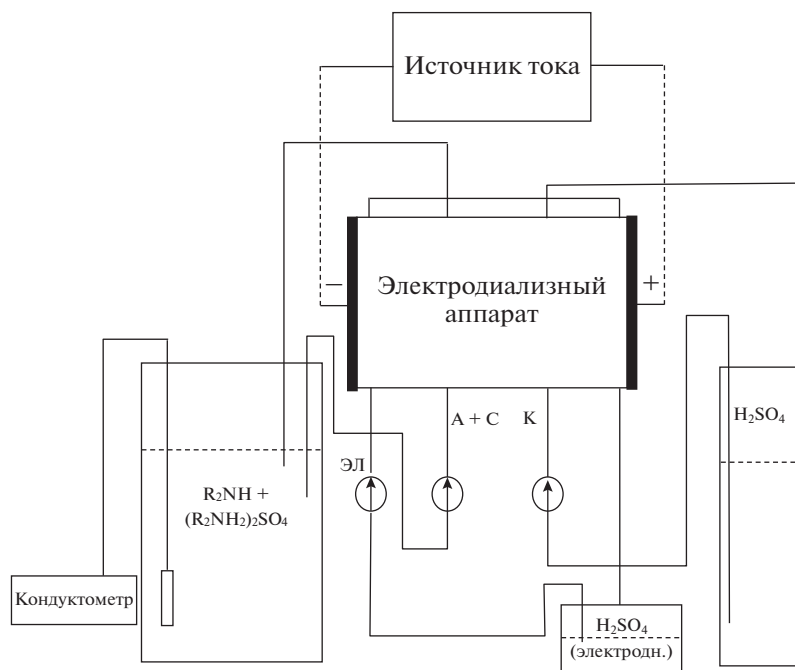 Источник тока
−
+
Электродиализный
аппарат
A + C
K
H₂SO₄
ЭЛ
R₂NH +
(R₂NH₂)₂SO₄
Кондуктометр
H₂SO₄
(электродн.)